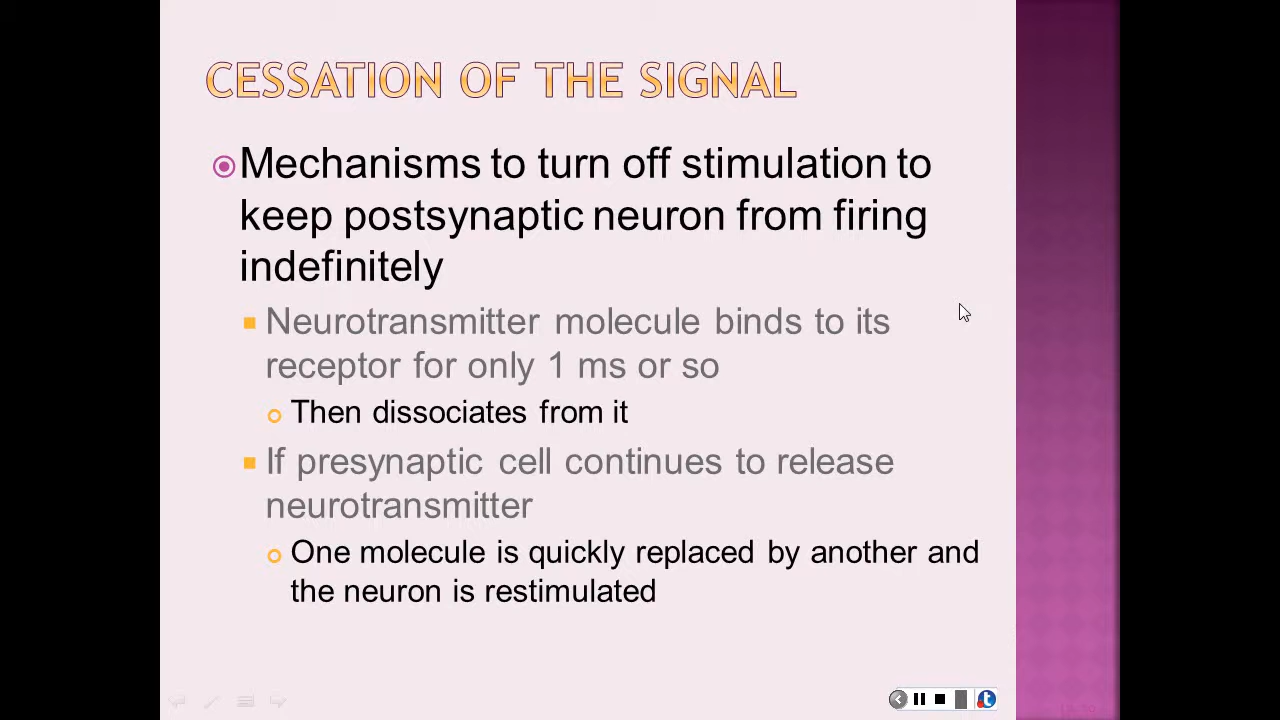 CESSATION OF THE SIGNAL
Mechanisms to turn off stimulation to
keep postsynaptic neuron from firing
indefinitely
Neurotransmitter molecule binds to its
receptor for only 1 ms or so
Then dissociates from it
If presynaptic cell continues to release
neurotransmitter
One molecule is quickly replaced by another and
the neuron is restimulated
t